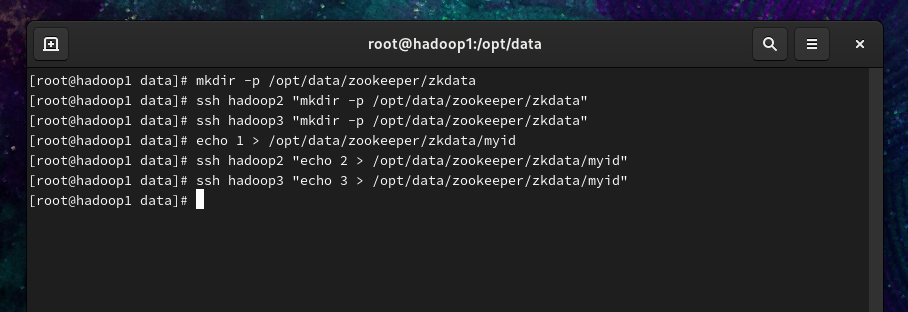 root@hadoop1:/opt/data
[root@hadoop1 data]# mkdir -p /opt/data/zookeeper/zkdata
[root@hadoop1 data]# ssh hadoop2 "mkdir -p /opt/data/zookeeper/zkdata"
[root@hadoop1 data]# ssh hadoop3 "mkdir -p /opt/data/zookeeper/zkdata"
[root@hadoop1 data]# echo 1 > /opt/data/zookeeper/zkdata/myid
[root@hadoop1 data]# ssh hadoop2 "echo 2 > /opt/data/zookeeper/zkdata/myid"
[root@hadoop1 data]# ssh hadoop3 "echo 3 > /opt/data/zookeeper/zkdata/myid"
[root@hadoop1 data]#